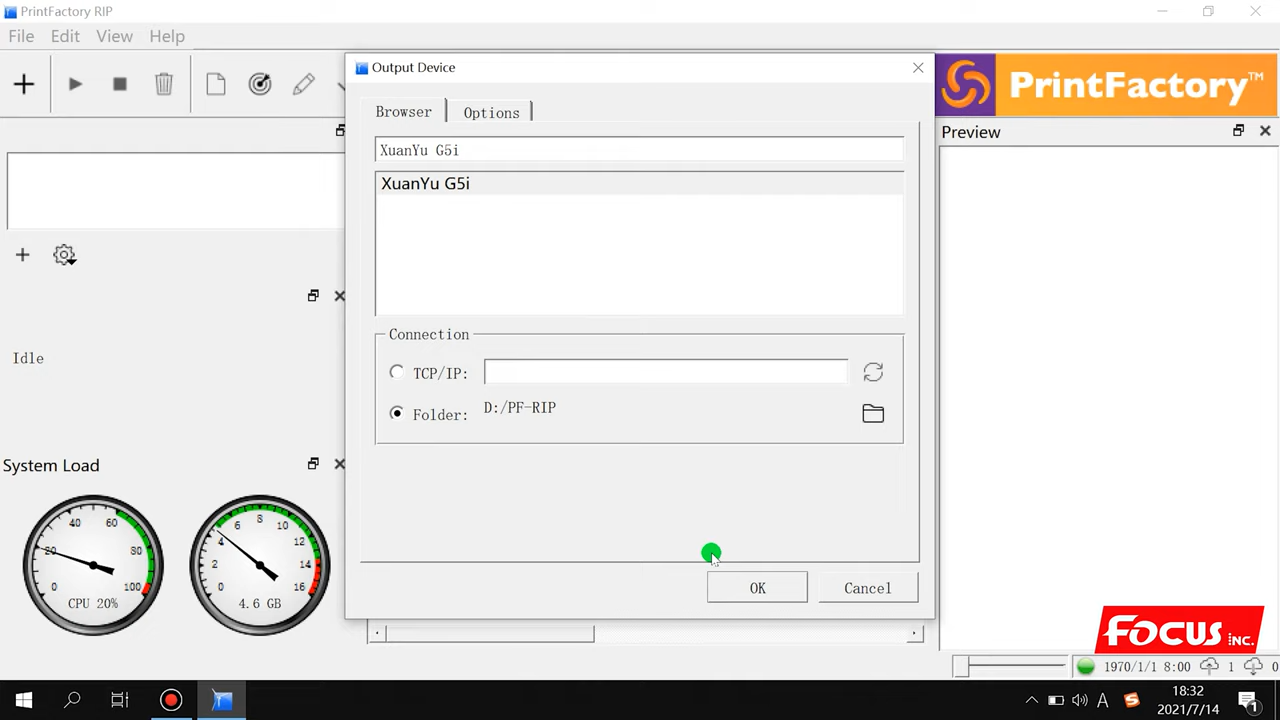 PrintFactory RIP
File Edit View Help
Output Device
Browser
Options
PrintFactory™
Preview
XuanYu G5i
XuanYu G5i
Connection
TCP/IP:
Folder: D:/PF-RIP
Idle
System Load
0 20 40 60 80 100
CPU 20%
0 2 4 6 8 10 12 14 16
4.6 GB
OK
Cancel
FOCUS INC.
1970/1/1 8:00 1 0
A
S
18:32
2021/7/14
1